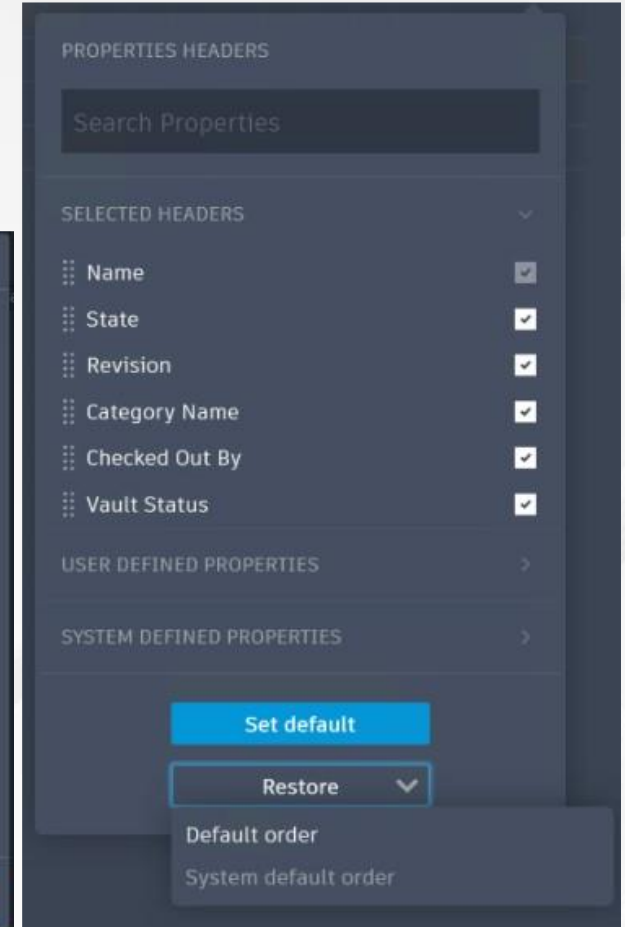 PROPERTIES HEADERS
Search Properties
SELECTED HEADERS
Name
State
Revision
Category Name
Checked Out By
Vault Status
USER DEFINED PROPERTIES
SYSTEM DEFINED PROPERTIES
Set default
Restore
Default order
System default order